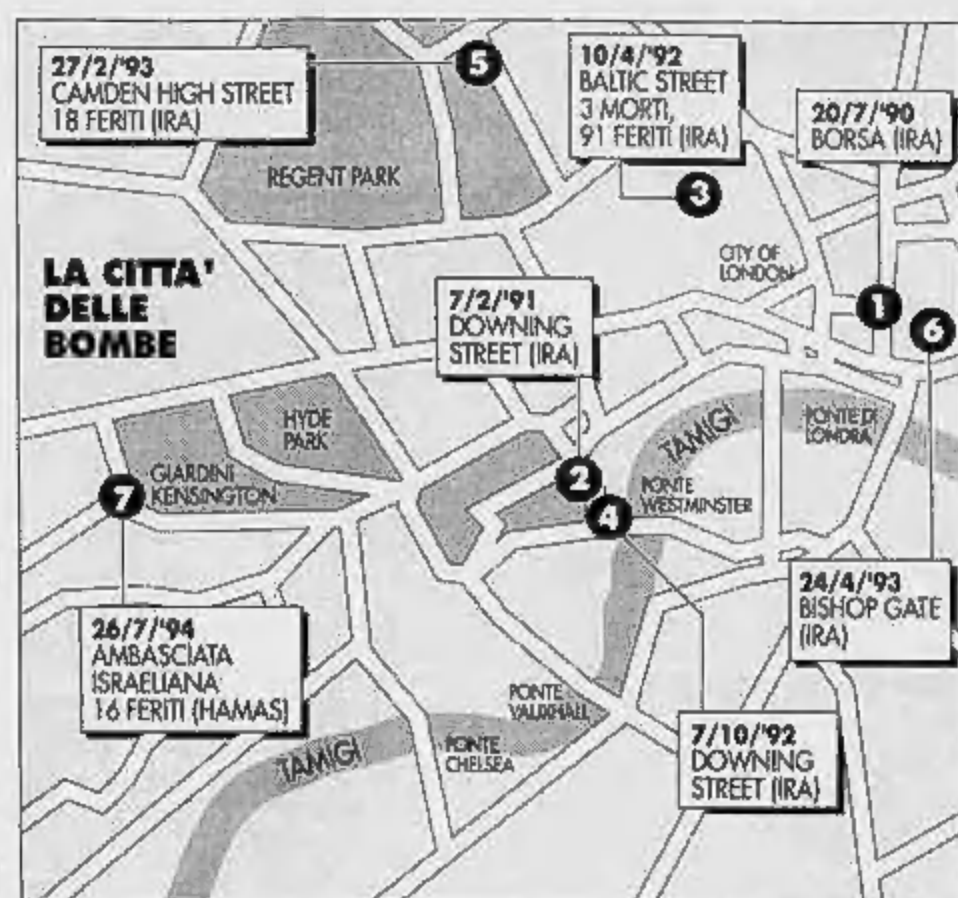 27/2/'93
CAMDEN HIGH STREET
18 FERITI (IRA)
5
10/4/'92
BALTIC STREET
3 MORTI,
91 FERITI (IRA)
3
20/7/'90
BORSA (IRA)
REGENT PARK
LA CITTA'
DELLE
BOMBE
CITY OF
LONDON
1
6
7/2/'91
DOWNING
STREET (IRA)
HYDE
PARK
TAMIGI
PONTE DI
LONDRA
GIARDINI
KENSINGTON
7
2
4
PONTE
WESTMINSTER
24/4/'93
BISHOP GATE
(IRA)
26/7/'94
AMBASCIATA
ISRAELIANA
16 FERITI (HAMAS)
PONTE
VAUXHALL
7/10/'92
DOWNING
STREET (IRA)
TAMIGI
PONTE
CHELSEA